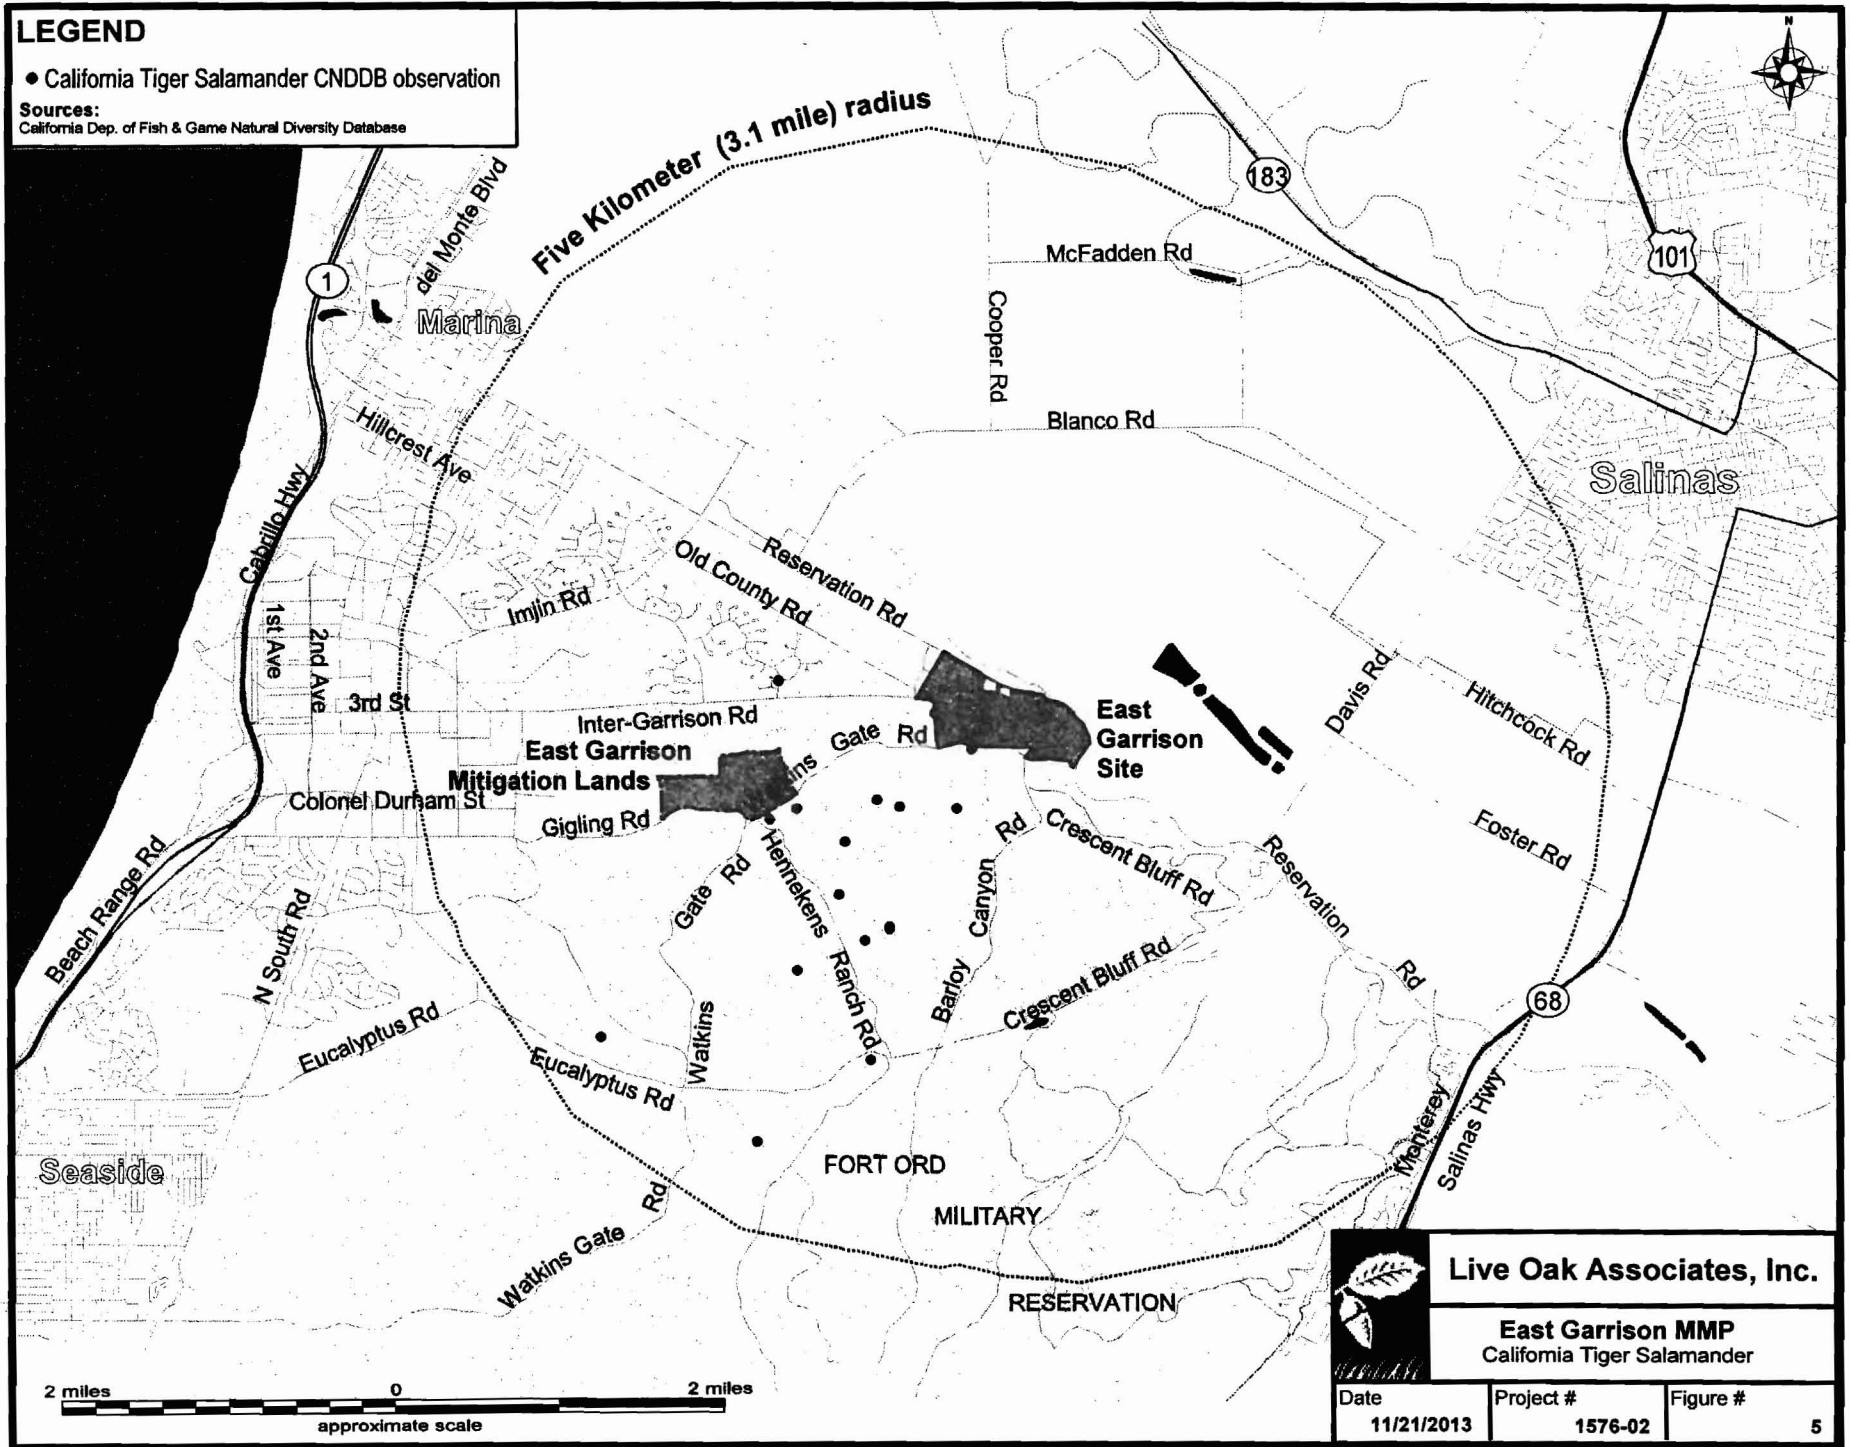 LEGEND
● California Tiger Salamander CNDDB observation
Sources:
California Dep. of Fish & Game Natural Diversity Database
N
Five Kilometer (3.1 mile) radius
183
101
1
del Monte Blvd
Marina
McFadden Rd
Cooper Rd
Blanco Rd
Hillcrest Ave
Salinas
Cabrillo Hwy
Reservation Rd
Old County Rd
Imjin Rd
1st Ave
2nd Ave
3rd St
Inter-Garrison Rd
Gate Rd
East
Garrison
Site
Davis Rd
Hitchcock Rd
East Garrison
Mitigation Lands
ins
Colonel Durham St
Gigling Rd
Beach Range Rd
N South Rd
Gate Rd
Hennekens
Ranch Rd
Barloy Canyon Rd
Crescent Bluff Rd
Reservation
Rd
Foster Rd
Crescent Bluff Rd
68
Eucalyptus Rd
Eucalyptus Rd
Watkins
Monterey
Salinas Hwy
Seaside
FORT ORD
MILITARY
RESERVATION
Watkins Gate Rd
2 miles 0 2 miles
approximate scale
Live Oak Associates, Inc.
East Garrison MMP
California Tiger Salamander
Date Project # Figure #
11/21/2013 1576-02 5